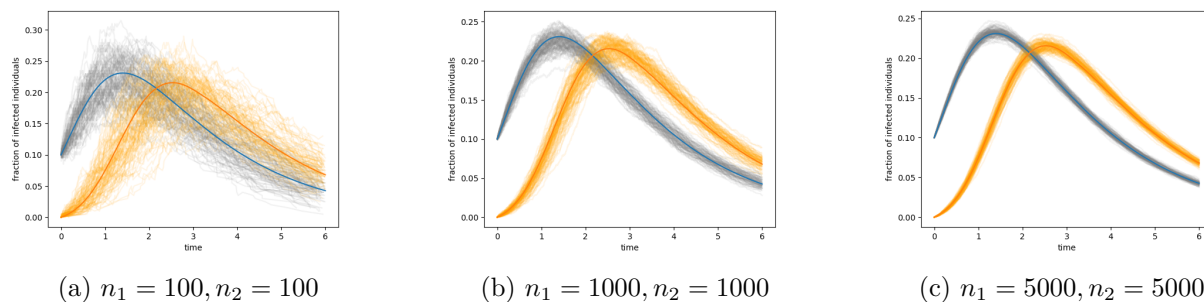 fraction of infected individuals
0.30
0.25
0.20
0.15
0.10
0.05
0.00
0 1 2 3 4 5 6
time
(a) n₁ = 100, n₂ = 100
fraction of infected individuals
0.25
0.20
0.15
0.10
0.05
0.00
0 1 2 3 4 5 6
time
(b) n₁ = 1000, n₂ = 1000
fraction of infected individuals
0.25
0.20
0.15
0.10
0.05
0.00
0 1 2 3 4 5 6
time
(c) n₁ = 5000, n₂ = 5000